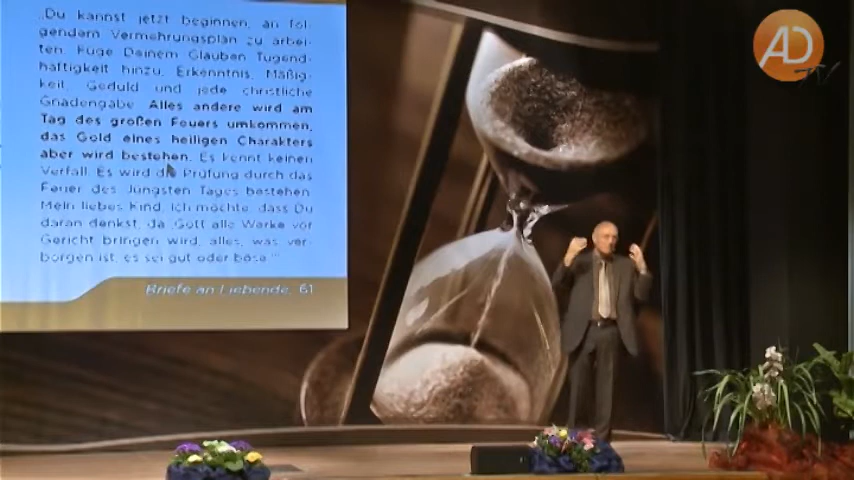 „Du kannst jetzt beginnen, an fol-
gendem Vermehrungsplan zu arbei-
ten. Füge Deinem Glauben Tugend-
haftigkeit hinzu, Erkenntnis, Mäßig-
keit, Geduld und jede christliche
Gnadengabe. Alles andere wird am
Tag des großen Feuers umkommen,
das Gold eines heiligen Charakters
aber wird bestehen. Es kennt keinen
Verfall. Es wird die Prüfung durch das
Feuer des Jüngsten Tages bestehen.
Mein liebes Kind, ich möchte, dass Du
daran denkst, da Gott alle Werke vor
Gericht bringen wird, alles, was ver-
borgen ist, es sei gut oder böse.“
Briefe an Liebende, 61
AD
TV